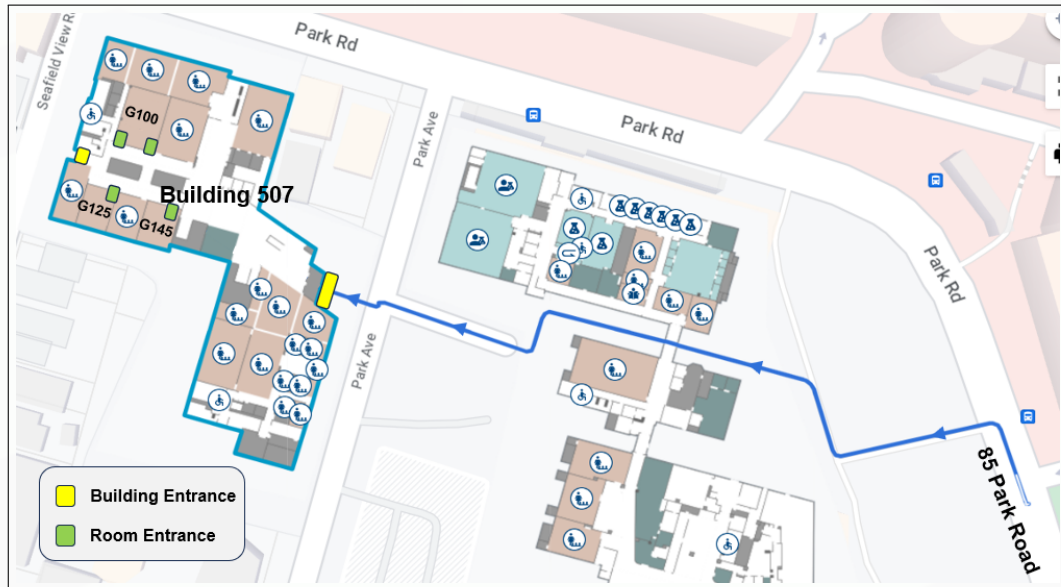 Seafield View R
Park Rd
G100
Park Ave
Park Rd
Building 507
G125
G145
Park Rd
Park Ave
85 Park Road
Building Entrance
Room Entrance